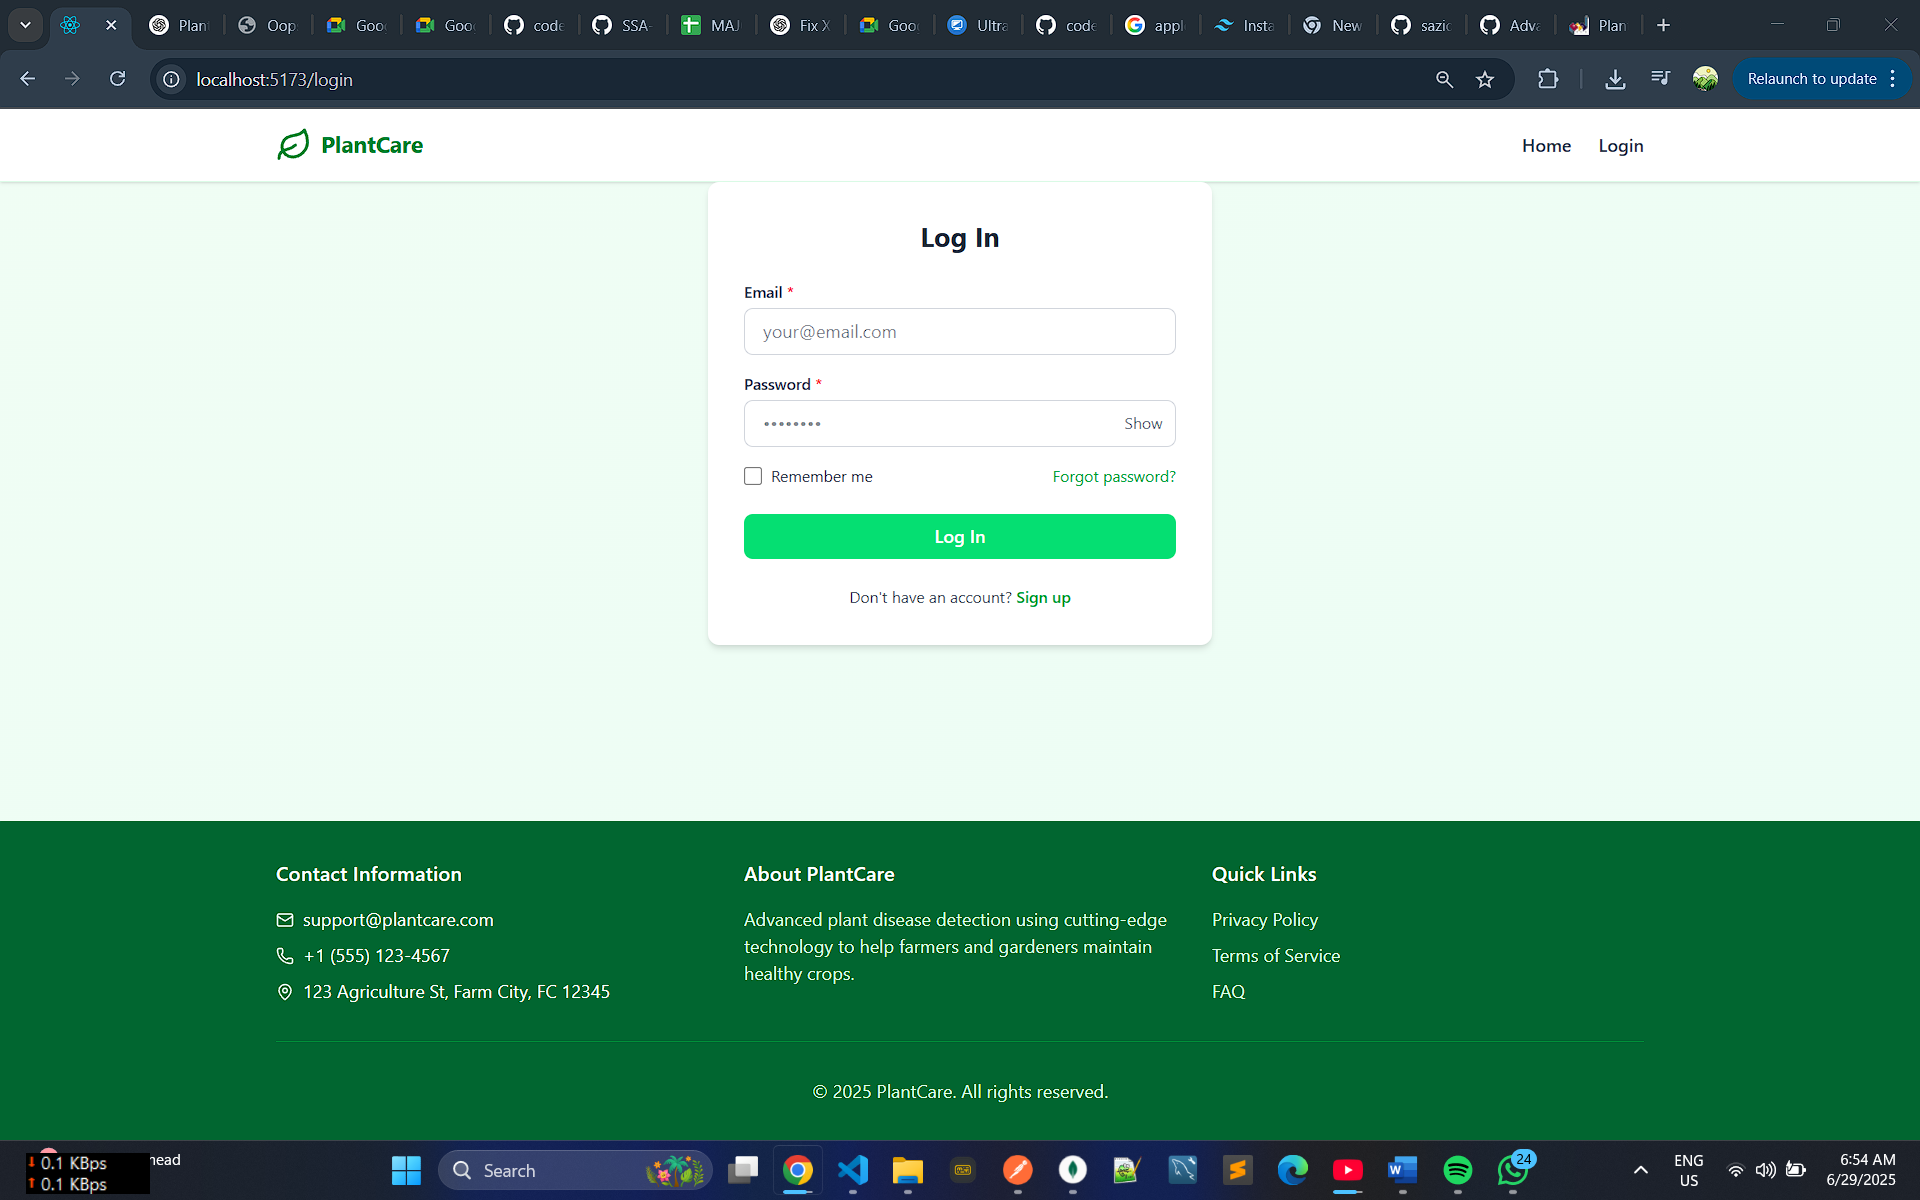 Plan
Oop
Goo
Goo
code
SSA-
MAJ
Fix X
Goo
Ultra
code
appl
Insta
New
sazic
Adva
Plan
localhost:5173/login
Relaunch to update
PlantCare
Home Login
Log In
Email *
your@email.com
Password *
•••••••• Show
Remember me Forgot password?
Log In
Don't have an account? Sign up
Contact Information
support@plantcare.com
+1 (555) 123-4567
123 Agriculture St, Farm City, FC 12345
About PlantCare
Advanced plant disease detection using cutting-edge
technology to help farmers and gardeners maintain
healthy crops.
Quick Links
Privacy Policy
Terms of Service
FAQ
© 2025 PlantCare. All rights reserved.
↓ 0.1 KBps
↑ 0.1 KBps
Search
24
ENG
US
6:54 AM
6/29/2025